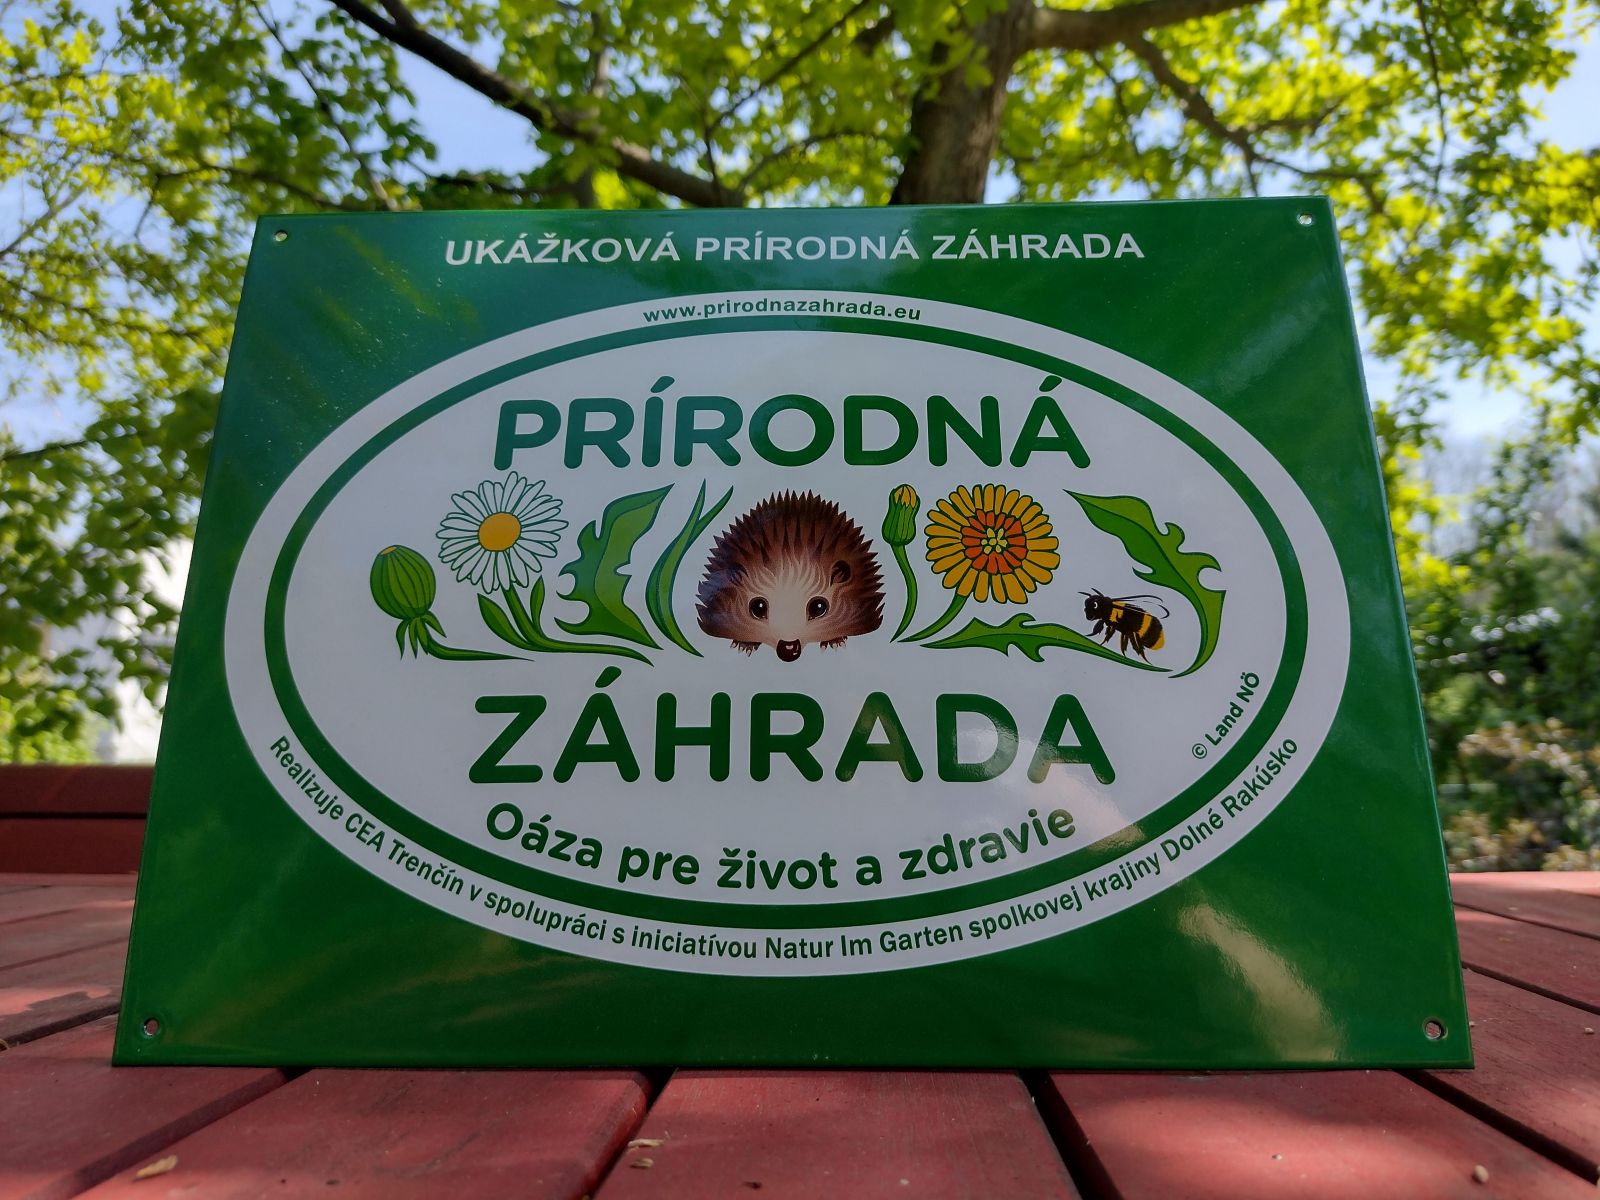 UKÁŽKOVÁ PRÍRODNÁ ZÁHRADA
www.prirodnazahrada.eu
PRÍRODNÁ
ZÁHRADA
Oáza pre život a zdravie
© Land NÖ
Realizuje CEA Trenčín v spolupráci s iniciatívou Natur Im Garten spolkovej krajiny Dolné Rakúsko